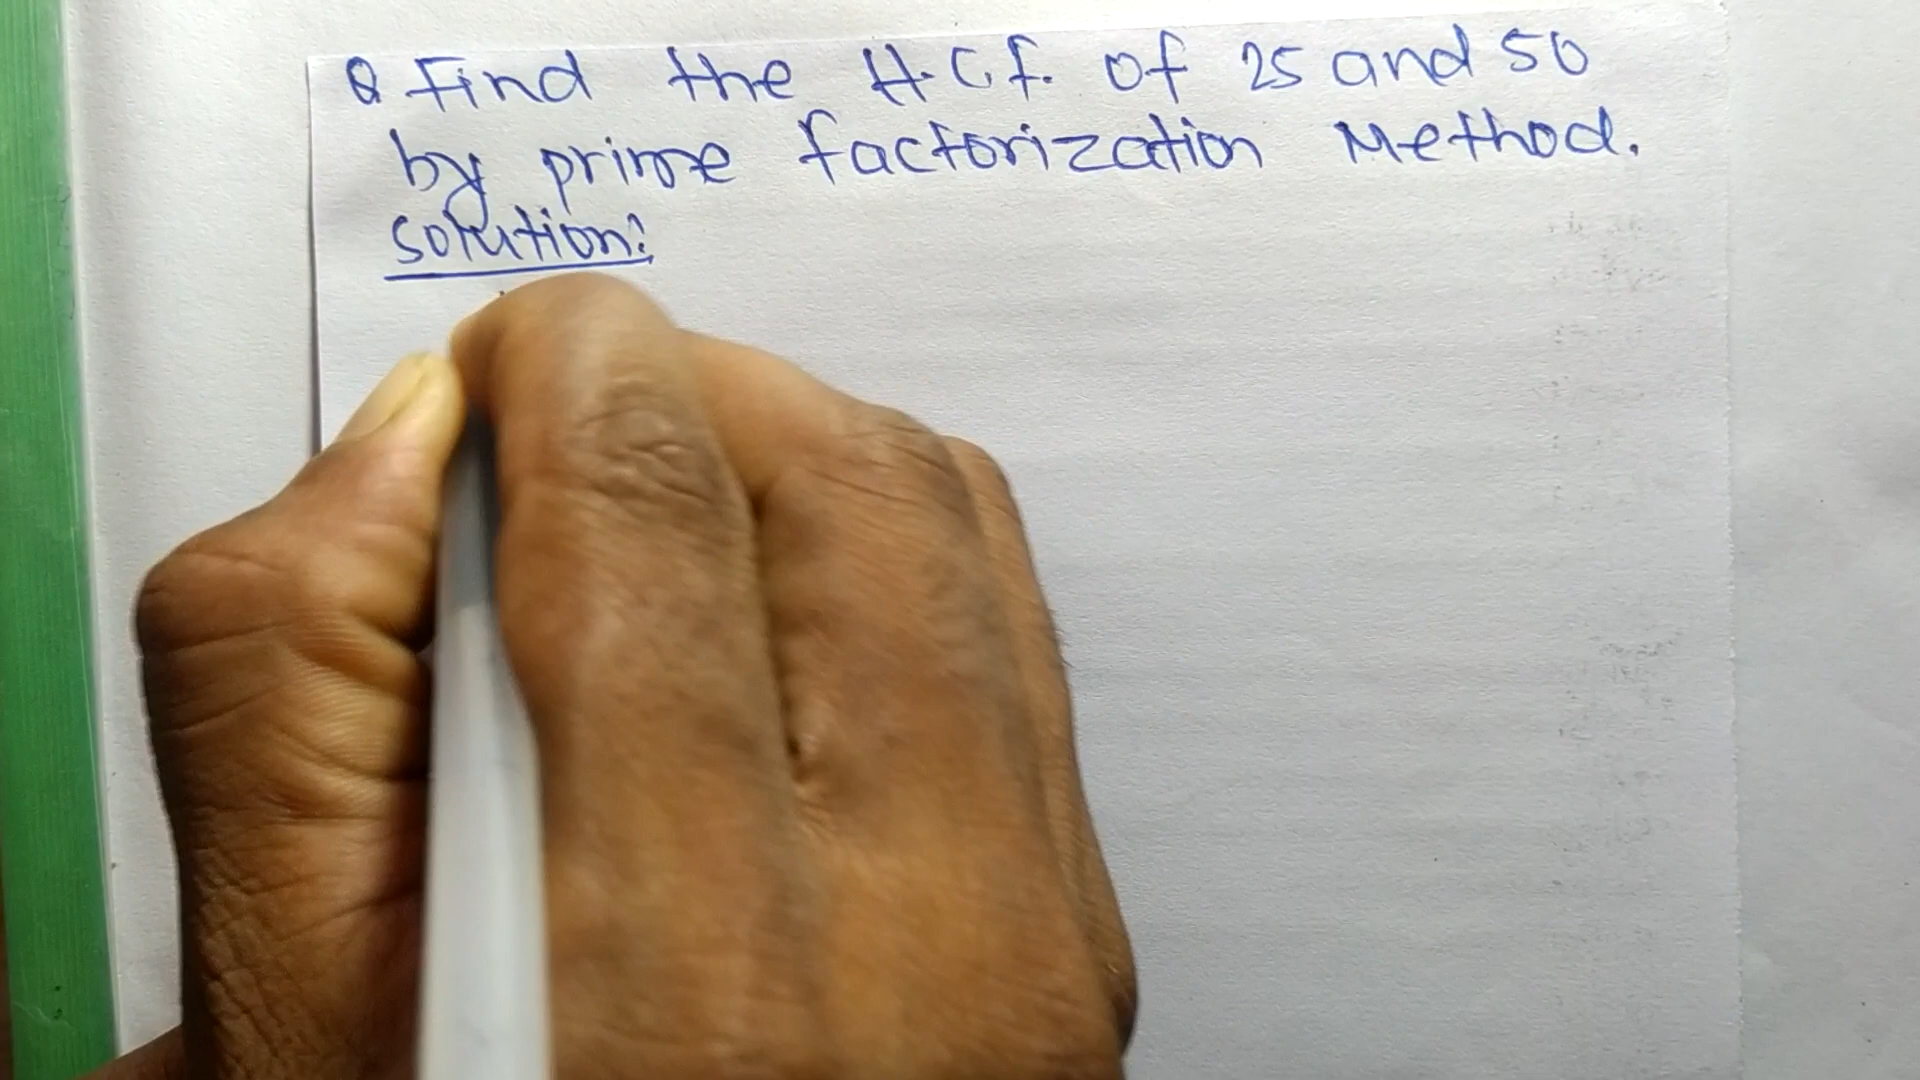 Q Find the H.C.f. of 25 and 50
by prime factorization Method.
solution: